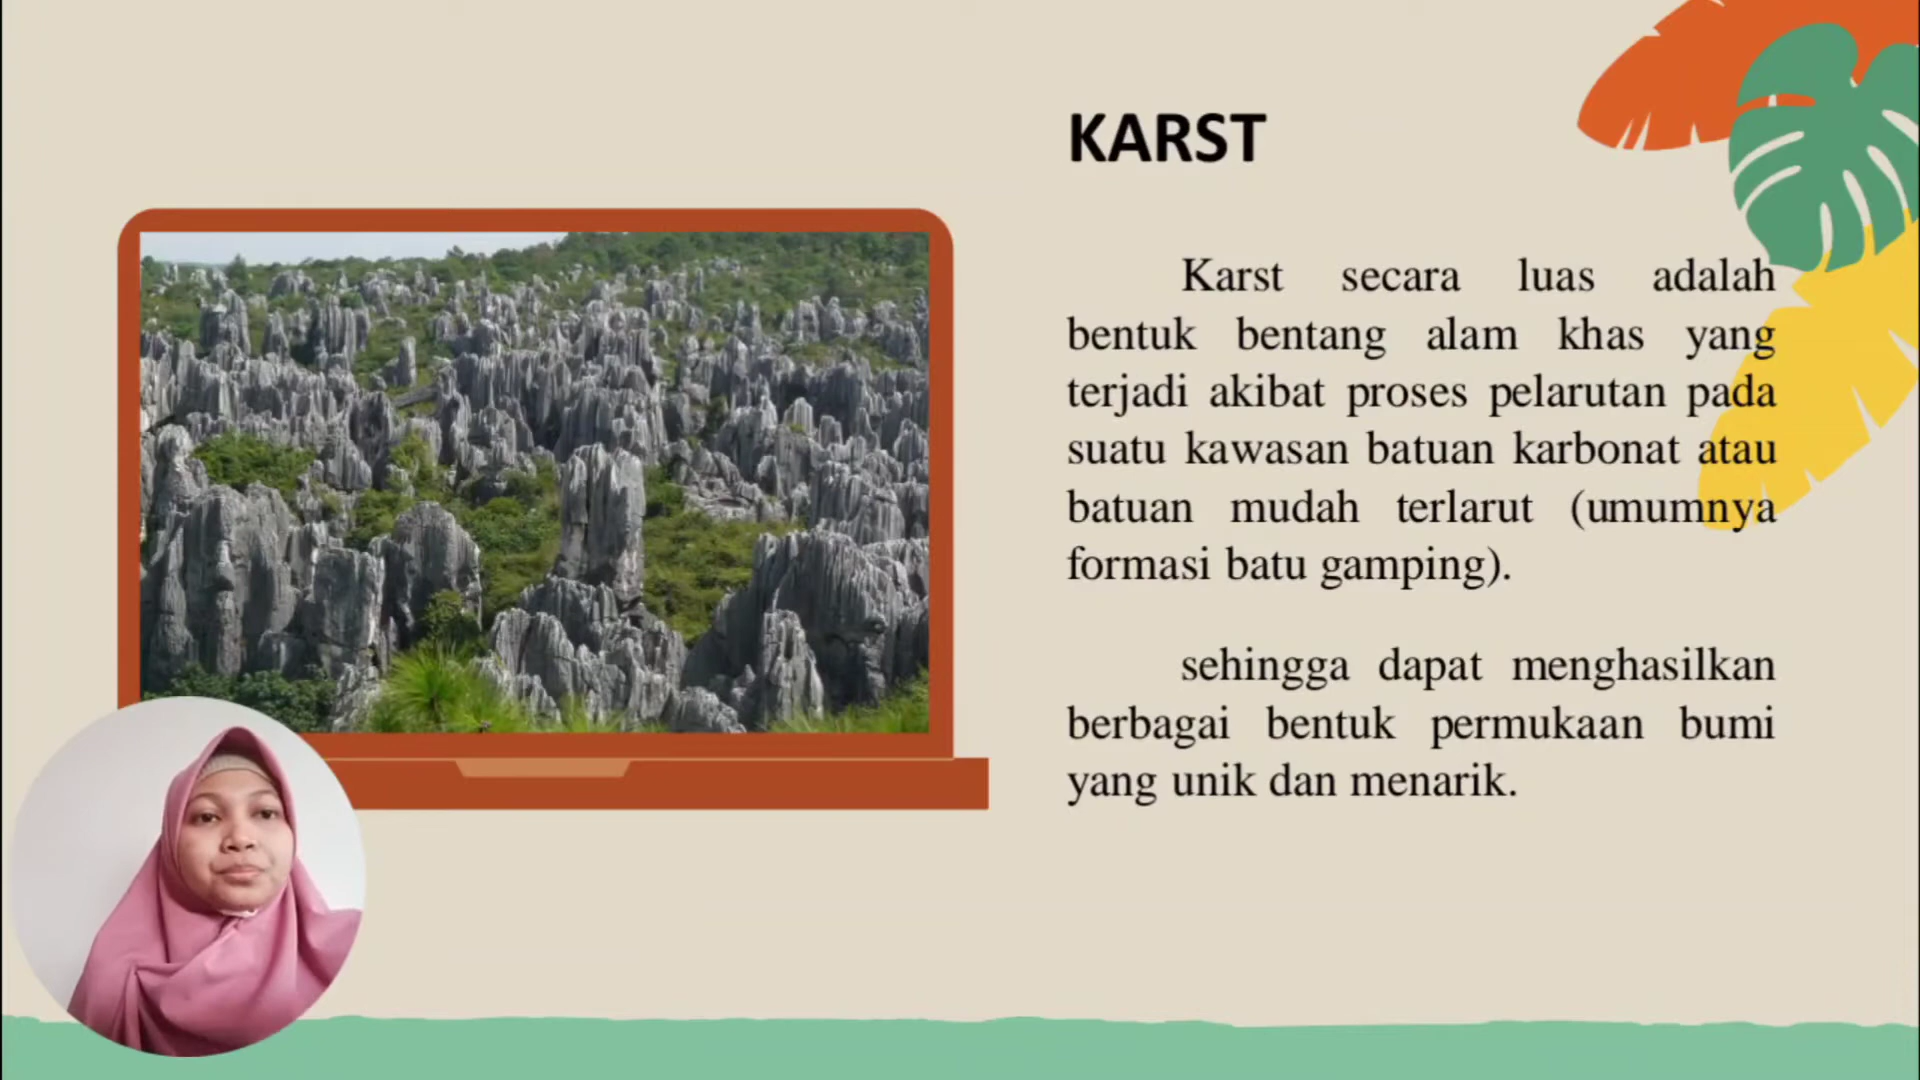 KARST
Karst secara luas adalah
bentuk bentang alam khas yang
terjadi akibat proses pelarutan pada
suatu kawasan batuan karbonat atau
batuan mudah terlarut (umumnya
formasi batu gamping).
sehingga dapat menghasilkan
berbagai bentuk permukaan bumi
yang unik dan menarik.